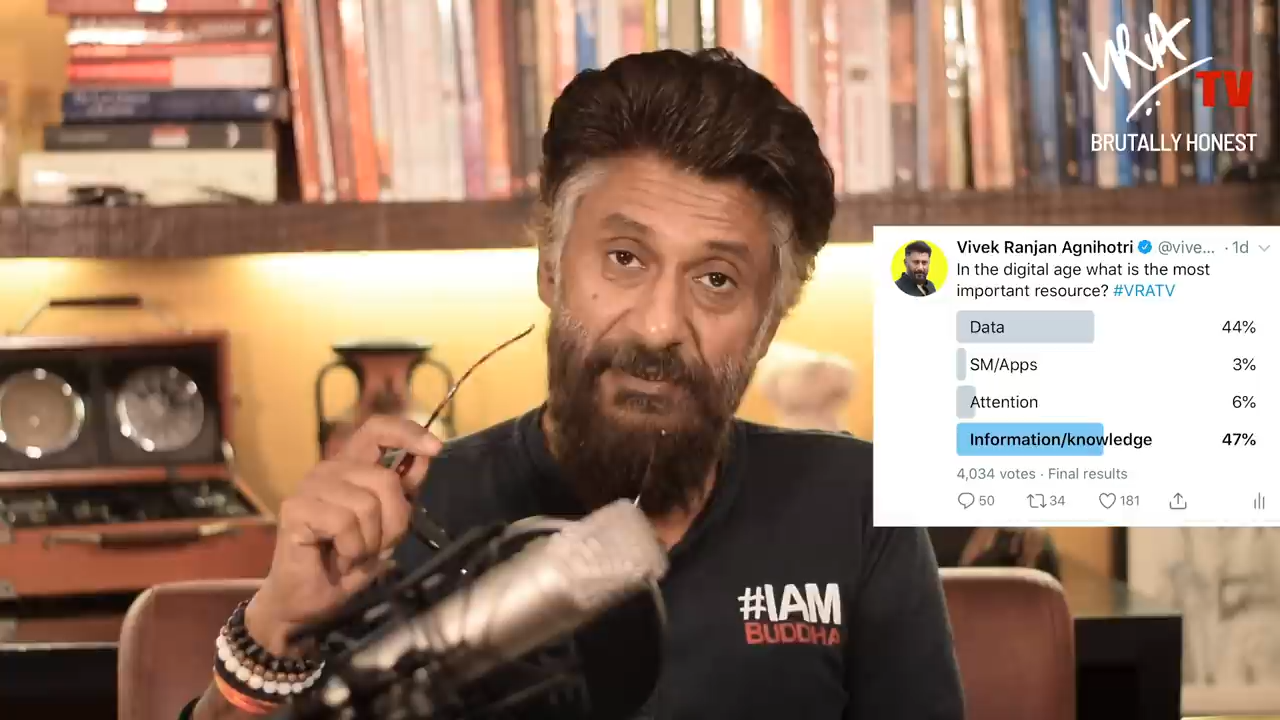 VRA
TV
BRUTALLY HONEST
Vivek Ranjan Agnihotri @vive... · 1d
In the digital age what is the most
important resource? #VRATV
Data 44%
SM/Apps 3%
Attention 6%
Information/knowledge 47%
4,034 votes · Final results
50 34 181
#IAM
BUDDHA